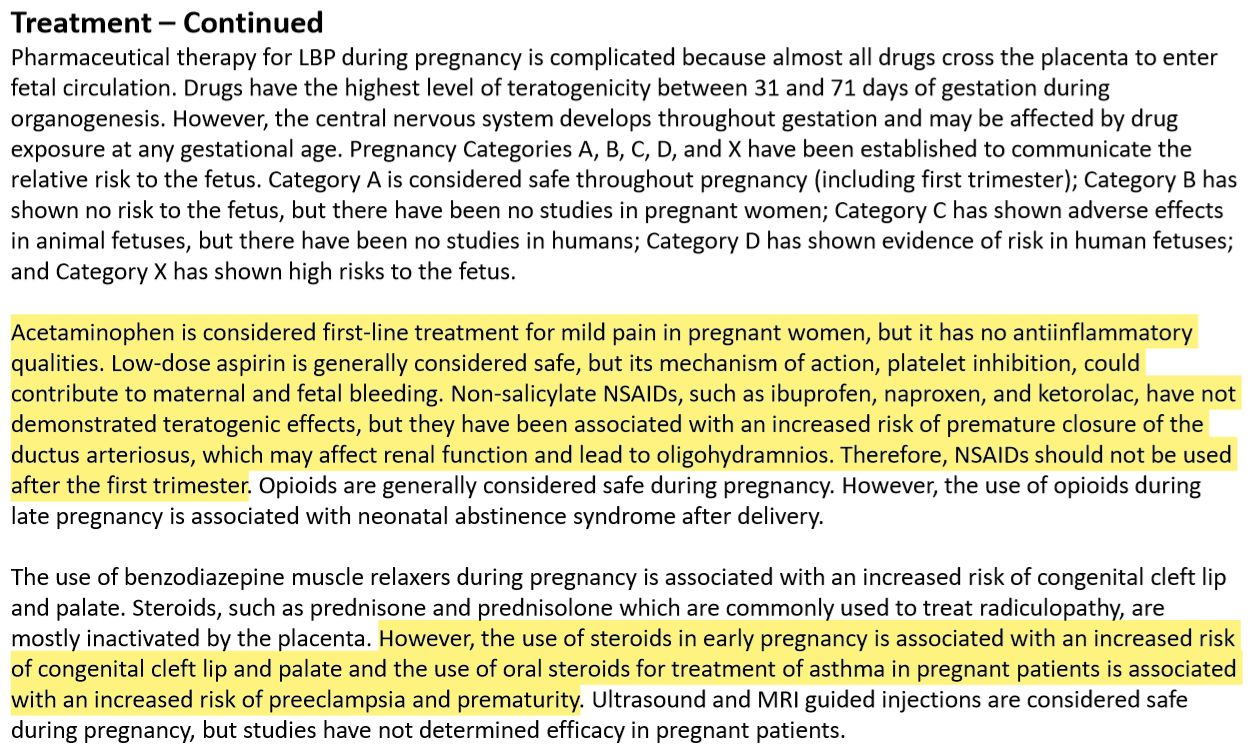 Treatment – Continued
Pharmaceutical therapy for LBP during pregnancy is complicated because almost all drugs cross the placenta to enter
fetal circulation. Drugs have the highest level of teratogenicity between 31 and 71 days of gestation during
organogenesis. However, the central nervous system develops throughout gestation and may be affected by drug
exposure at any gestational age. Pregnancy Categories A, B, C, D, and X have been established to communicate the
relative risk to the fetus. Category A is considered safe throughout pregnancy (including first trimester); Category B has
shown no risk to the fetus, but there have been no studies in pregnant women; Category C has shown adverse effects
in animal fetuses, but there have been no studies in humans; Category D has shown evidence of risk in human fetuses;
and Category X has shown high risks to the fetus.
Acetaminophen is considered first-line treatment for mild pain in pregnant women, but it has no antiinflammatory
qualities. Low-dose aspirin is generally considered safe, but its mechanism of action, platelet inhibition, could
contribute to maternal and fetal bleeding. Non-salicylate NSAIDs, such as ibuprofen, naproxen, and ketorolac, have not
demonstrated teratogenic effects, but they have been associated with an increased risk of premature closure of the
ductus arteriosus, which may affect renal function and lead to oligohydramnios. Therefore, NSAIDs should not be used
after the first trimester. Opioids are generally considered safe during pregnancy. However, the use of opioids during
late pregnancy is associated with neonatal abstinence syndrome after delivery.
The use of benzodiazepine muscle relaxers during pregnancy is associated with an increased risk of congenital cleft lip
and palate. Steroids, such as prednisone and prednisolone which are commonly used to treat radiculopathy, are
mostly inactivated by the placenta. However, the use of steroids in early pregnancy is associated with an increased risk
of congenital cleft lip and palate and the use of oral steroids for treatment of asthma in pregnant patients is associated
with an increased risk of preeclampsia and prematurity. Ultrasound and MRI guided injections are considered safe
during pregnancy, but studies have not determined efficacy in pregnant patients.